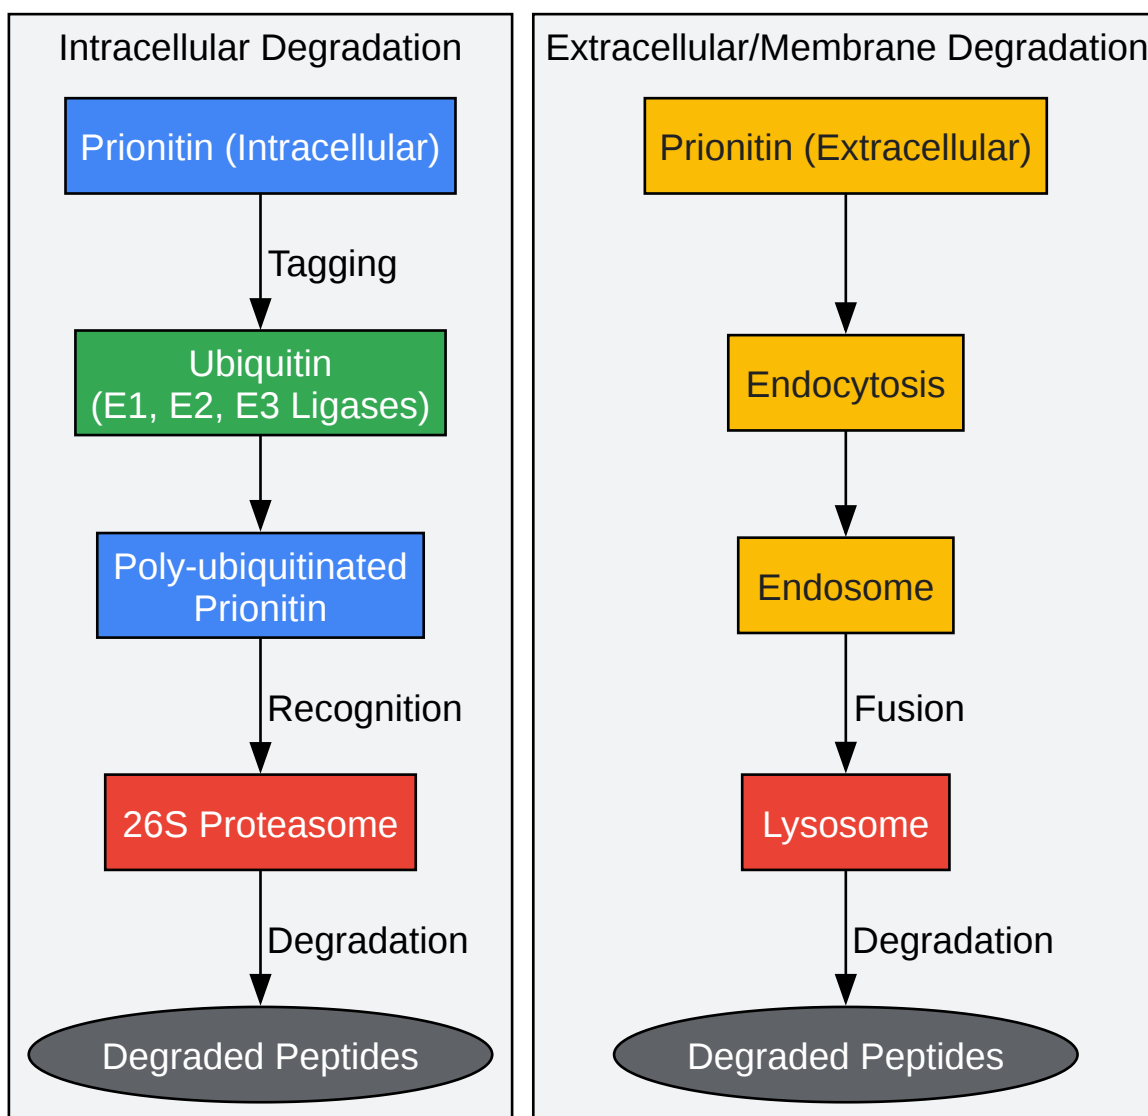 Intracellular Degradation
Prionitin (Intracellular)
Tagging
Ubiquitin
(E1, E2, E3 Ligases)
Poly-ubiquitinated
Prionitin
Recognition
26S Proteasome
Degradation
Degraded Peptides
Extracellular/Membrane Degradation
Prionitin (Extracellular)
Endocytosis
Endosome
Fusion
Lysosome
Degradation
Degraded Peptides